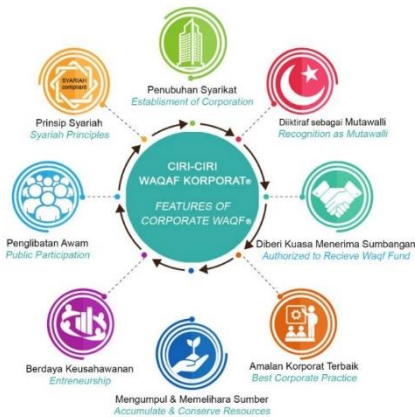 CIRI-CIRI
WAQAF KORPORAT®
FEATURES OF
CORPORATE WAQF®
Penubuhan Syarikat
Establisment of Corporation
Diiktiraf sebagai Mutawalli
Recognition as Mutawalli
Diberi Kuasa Menerima Sumbangan
Authorized to Recieve Waqf Fund
Amalan Korporat Terbaik
Best Corporate Practice
Mengumpul & Memelihara Sumber
Accumulate & Conserve Resources
Berdaya Keusahawanan
Entreneurship
Penglibatan Awam
Public Participation
SYARIAH
compliant
Prinsip Syariah
Syariah Principles